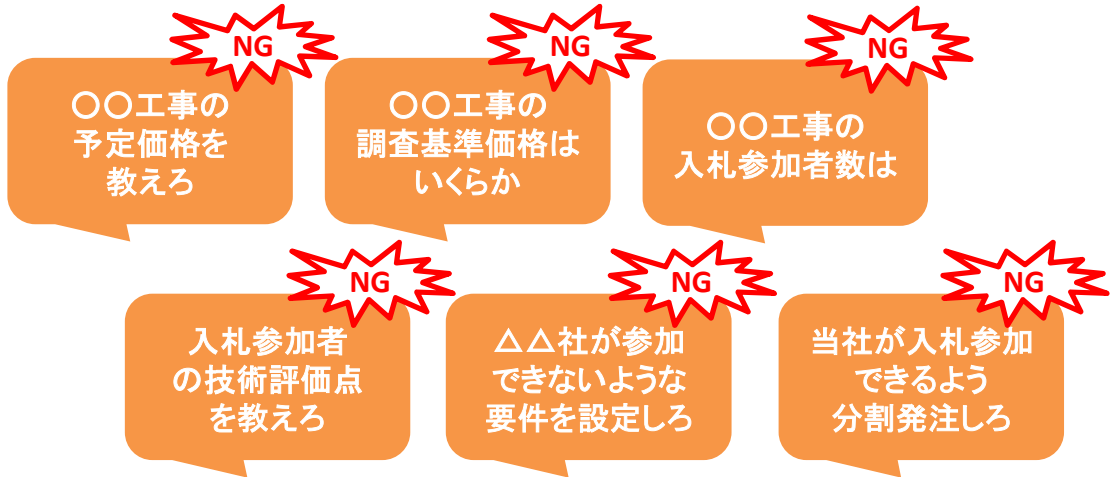 NG
〇〇工事の
予定価格を
教えろ
NG
〇〇工事の
調査基準価格は
いくらか
NG
〇〇工事の
入札参加者数は
NG
入札参加者
の技術評価点
を教えろ
NG
△△社が参加
できないような
要件を設定しろ
NG
当社が入札参加
できるよう
分割発注しろ